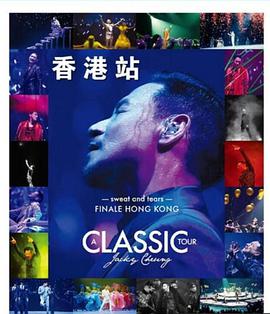 香港站
— sweat and tears —
FINALE HONG KONG
A CLASSIC TOUR
Jacky Cheung